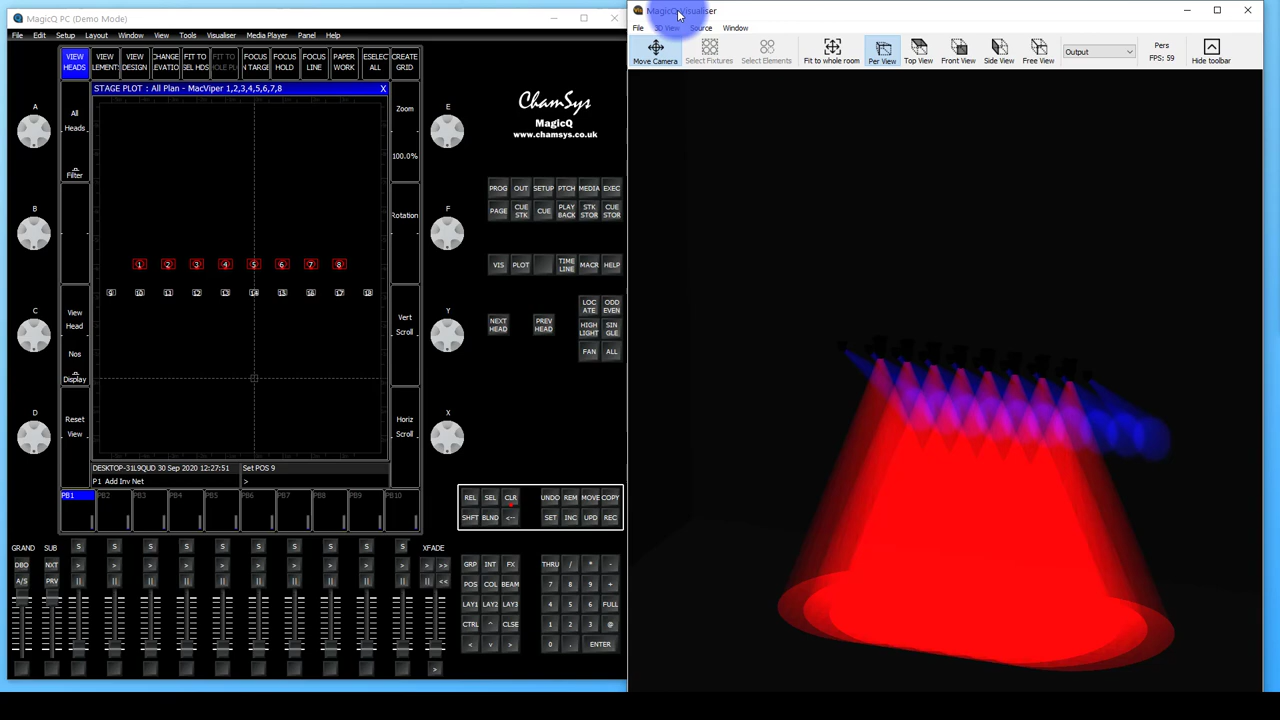 MagicQ PC (Demo Mode)
File Edit Setup Layout Window View Tools Visualiser Media Player Panel Help
VIEW HEADS
VIEW DESIGN
FIT TO SEL HDS
FOCUS HOLD
FOCUS LINE
PAPER WORK
CREATE GRID
STAGE PLOT : All Plan - MacViper 1,2,3,4,5,6,7,8 X
All Heads
Filter
View Head
Nos
Display
Reset View
Zoom
100.0%
Rotation
Vert Scroll
Horiz Scroll
1 2 3 4 5 6 7 8
9 10 11 12 13 14 15 16 17 18
DESKTOP-31L9QUD 30 Sep 2020 12:27:51 Set POS 9
P1 Add Inv Net >
PB1 PB2 PB3 PB4 PB5 PB6 PB7 PB8 PB9 PB10
A
B
C
D
E
F
Y
X
ChamSys
MagicQ
www.chamsys.co.uk
PROG OUT SETUP PTCH MEDIA EXEC
PAGE CUE STK CUE PLAY BACK STK STOR CUE STOR
VIS PLOT TIME LINE MACR HELP
NEXT HEAD PREV HEAD
LOC ATE ODD EVEN
HIGH LIGHT SIN GLE
FAN ALL
REL SEL CLR UNDO REM MOVE COPY
SHFT BLND <-- SET INC UPD REC
GRAND SUB XFADE
DBO NXT S S S S S S S S S S
A/S PRV > > > > > > > > > > > >>
|| || || || || || || || || || || <<
>
GRP INT FX THRU / * -
POS COL BEAM 7 8 9 +
LAY1 LAY2 LAY3 4 5 6 FULL
CTRL ^ CLSE 1 2 3 @
< v > 0 . ENTER
MagicQ Visualiser
File 3D View Source Window
Move Camera
Select Fixtures
Select Elements
Fit to whole room
Per View
Top View
Front View
Side View
Free View
Output
Pers
FPS: 59
Hide toolbar